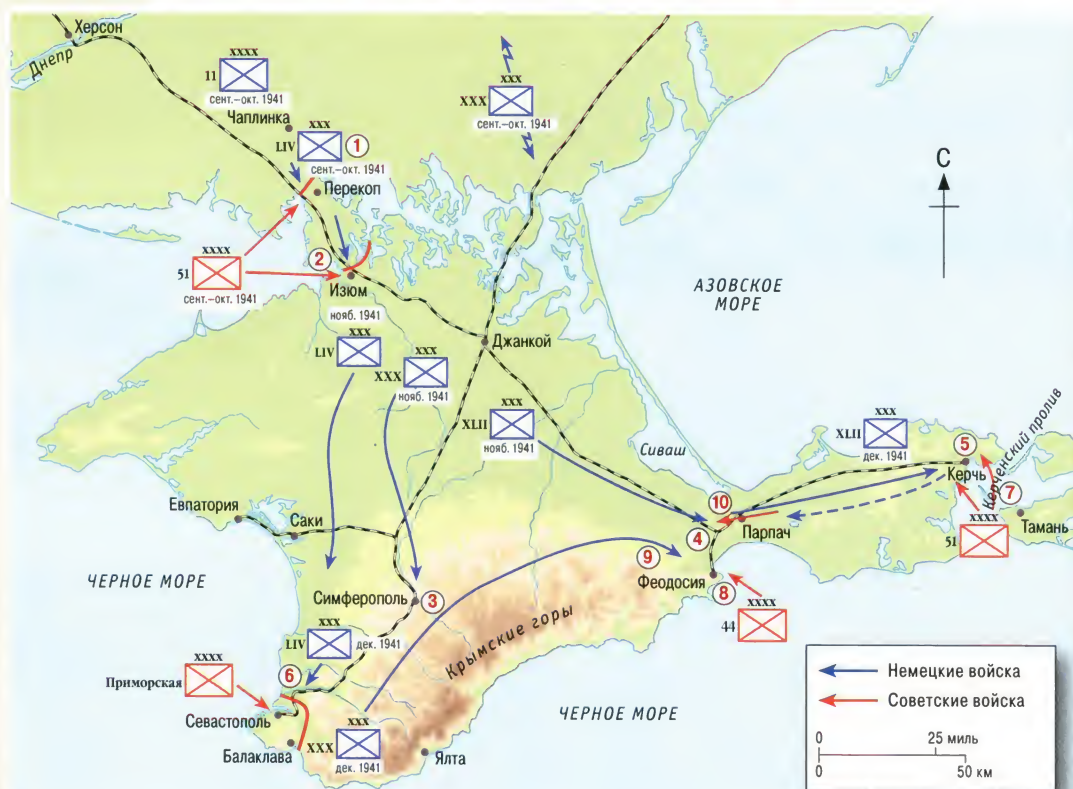 Херсон
Днепр
XXXX
11
сент.–окт. 1941
Чаплинка
XXX
LIV
1
сент.–окт. 1941
Перекоп
XXX
XXX
сент.–окт. 1941
С
XXXX
51
сент.–окт. 1941
2
Изюм
нояб. 1941
АЗОВСКОЕ
МОРЕ
XXX
LIV
XXX
XXX
нояб. 1941
Джанкой
XXX
XLII
нояб. 1941
Сиваш
XXX
XLII
дек. 1941
5
Керчь
Керченский пролив
7
Тамань
XXXX
51
10
Парпач
4
Евпатория
Саки
9
Феодосия
8
XXXX
44
ЧЕРНОЕ МОРЕ
Симферополь
3
Крымские горы
XXX
LIV
дек. 1941
6
XXXX
Приморская
Севастополь
Балаклава
XXX
XXX
дек. 1941
Ялта
ЧЕРНОЕ МОРЕ
Немецкие войска
Советские войска
0
25 миль
0
50 км